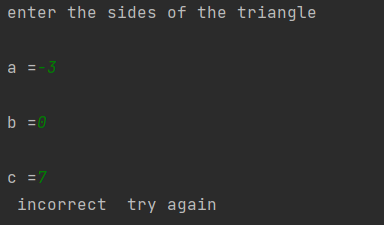 enter the sides of the triangle
a =-3
b =0
c =7
incorrect  try again